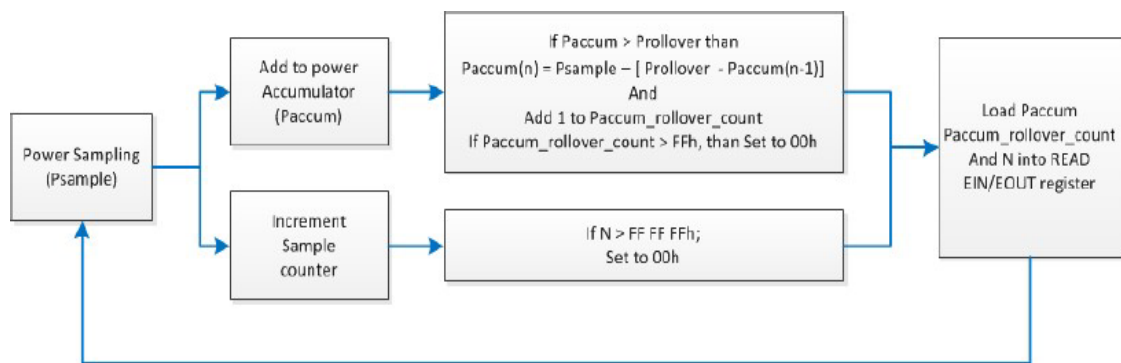 Power Sampling
(Psample)
Add to power
Accumulator
(Paccum)
If Paccum > Prollover than
Paccum(n) = Psample – [ Prollover - Paccum(n-1)]
And
Add 1 to Paccum_rollover_count
If Paccum_rollover_count > FFh, than Set to 00h
Increment
Sample
counter
If N > FF FF FFh;
Set to 00h
Load Paccum
Paccum_rollover_count
And N into READ
EIN/EOUT register